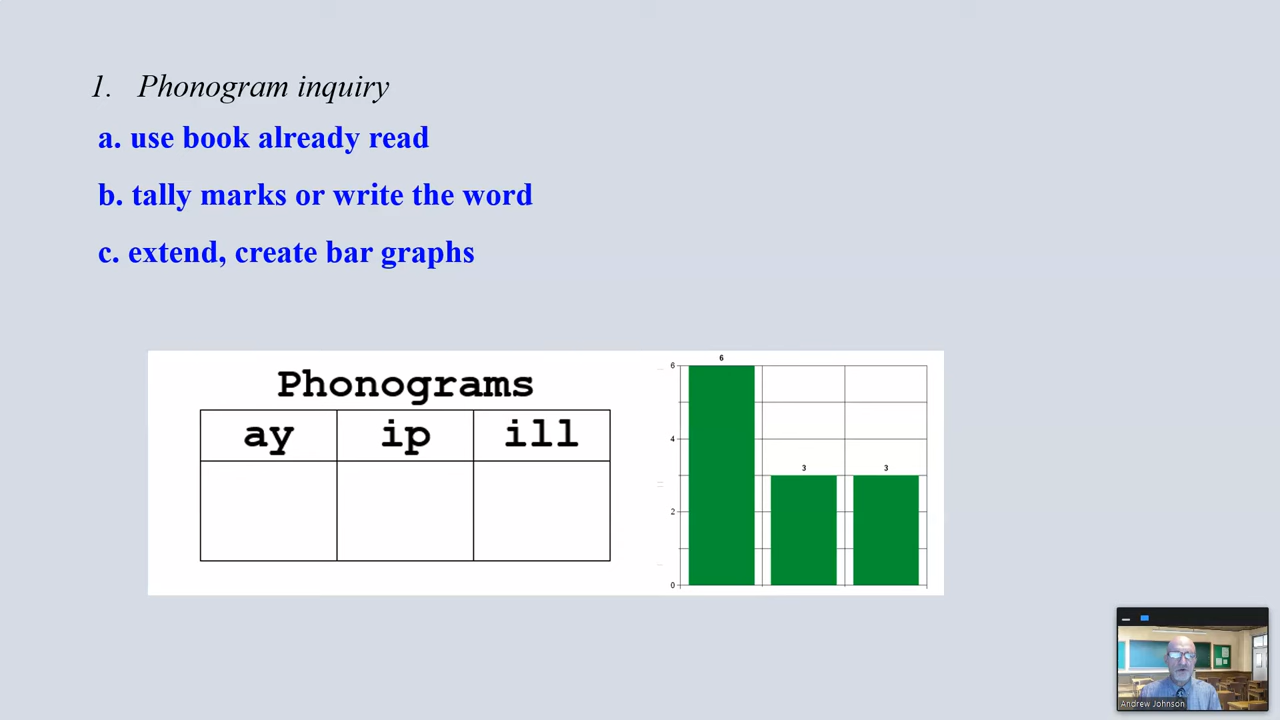 1. Phonogram inquiry
a. use book already read
b. tally marks or write the word
c. extend, create bar graphs
Phonograms
ay ip ill
6
6
4
3 3
2
0
Andrew Johnson